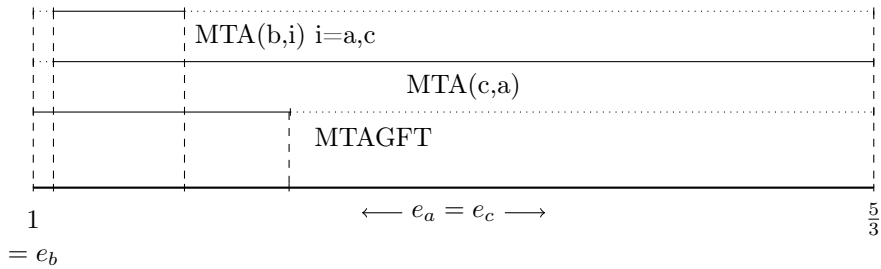 MTA(b,i) i=a,c
MTA(c,a)
MTAGFT
1 ⟵ e_a = e_c ⟶ 5/3
= e_b